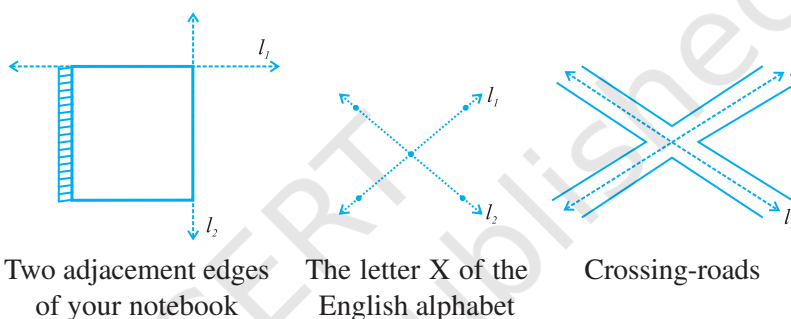 l₁
l₂
l₁
l₂
Two adjacement edges
of your notebook
The letter X of the
English alphabet
Crossing-roads